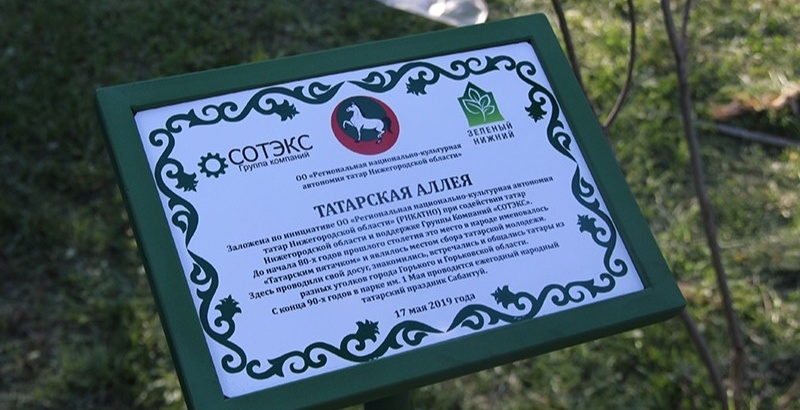 СОТЭКС
Группа компаний
ЗЕЛЕНЫЙ
НИЖНИЙ
ОО «Региональная национально-культурная
автономия татар Нижегородской области»
ТАТАРСКАЯ АЛЛЕЯ
Заложена по инициативе ОО «Региональная национально-культурная автономия
татар Нижегородской области» (РНКАТНО) при содействии татар
Нижегородской области и поддержке Группы Компаний «СОТЭКС».
До начала 80-х годов прошлого столетия это место в народе именовалось
«Татарским пятачком» и являлось местом сбора татарской молодежи.
Здесь проводили свой досуг, знакомились, встречались и общались татары из
разных уголков города Горького и Горьковской области.
С конца 90-х годов в парке им. 1 Мая проводится ежегодный народный
татарский праздник Сабантуй.
17 мая 2019 года